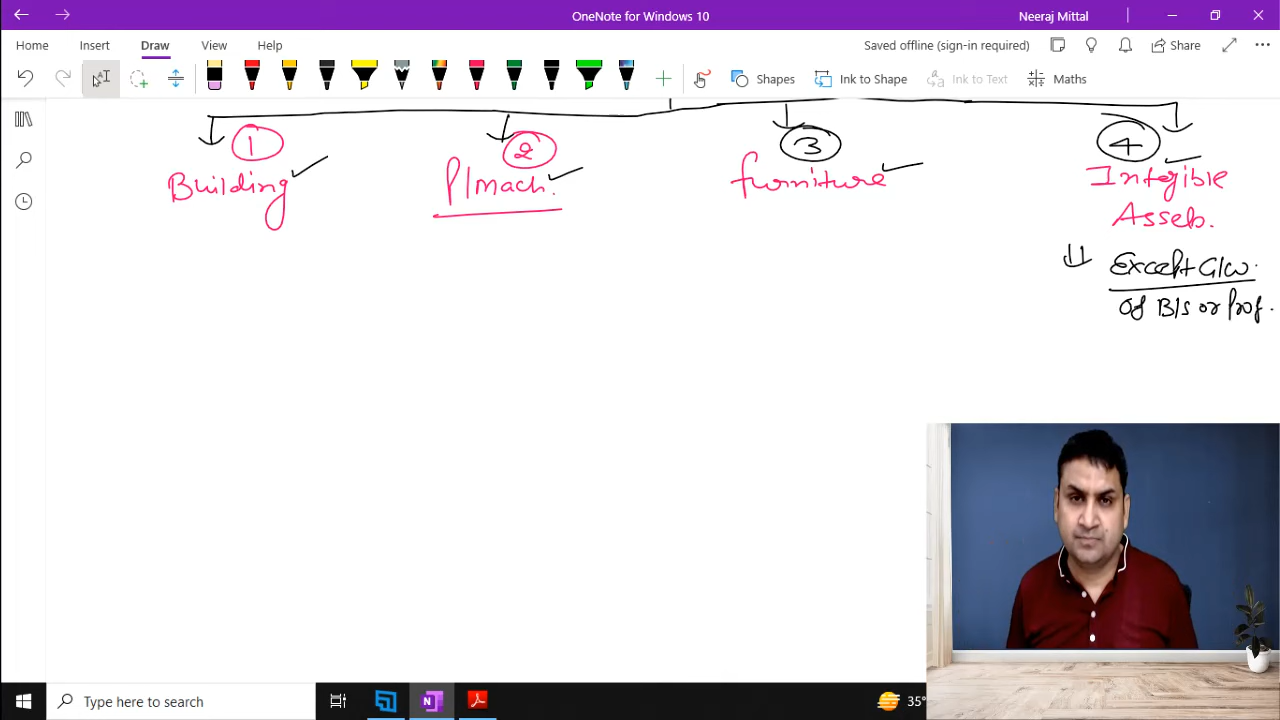 OneNote for Windows 10
Neeraj Mittal
Home Insert Draw View Help
Saved offline (sign-in required)
Share
Shapes
Ink to Shape
Ink to Text
Maths
1 2 3 4
Building P/mach. furniture Intagible
Assets.
Except G/w.
Of B/s or Prof.
Type here to search
35°